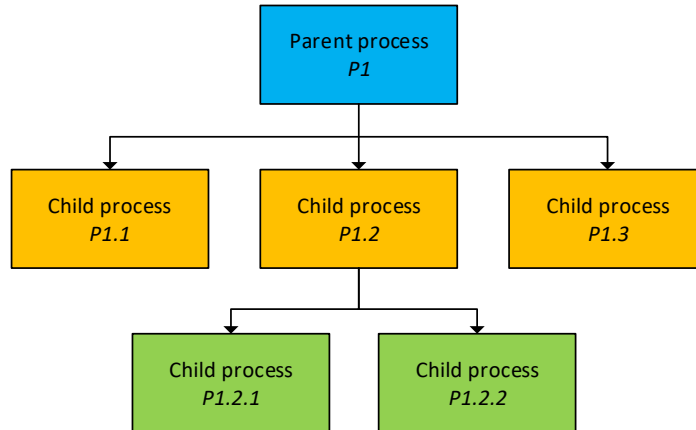 Parent process
P1
Child process
P1.1
Child process
P1.2
Child process
P1.3
Child process
P1.2.1
Child process
P1.2.2